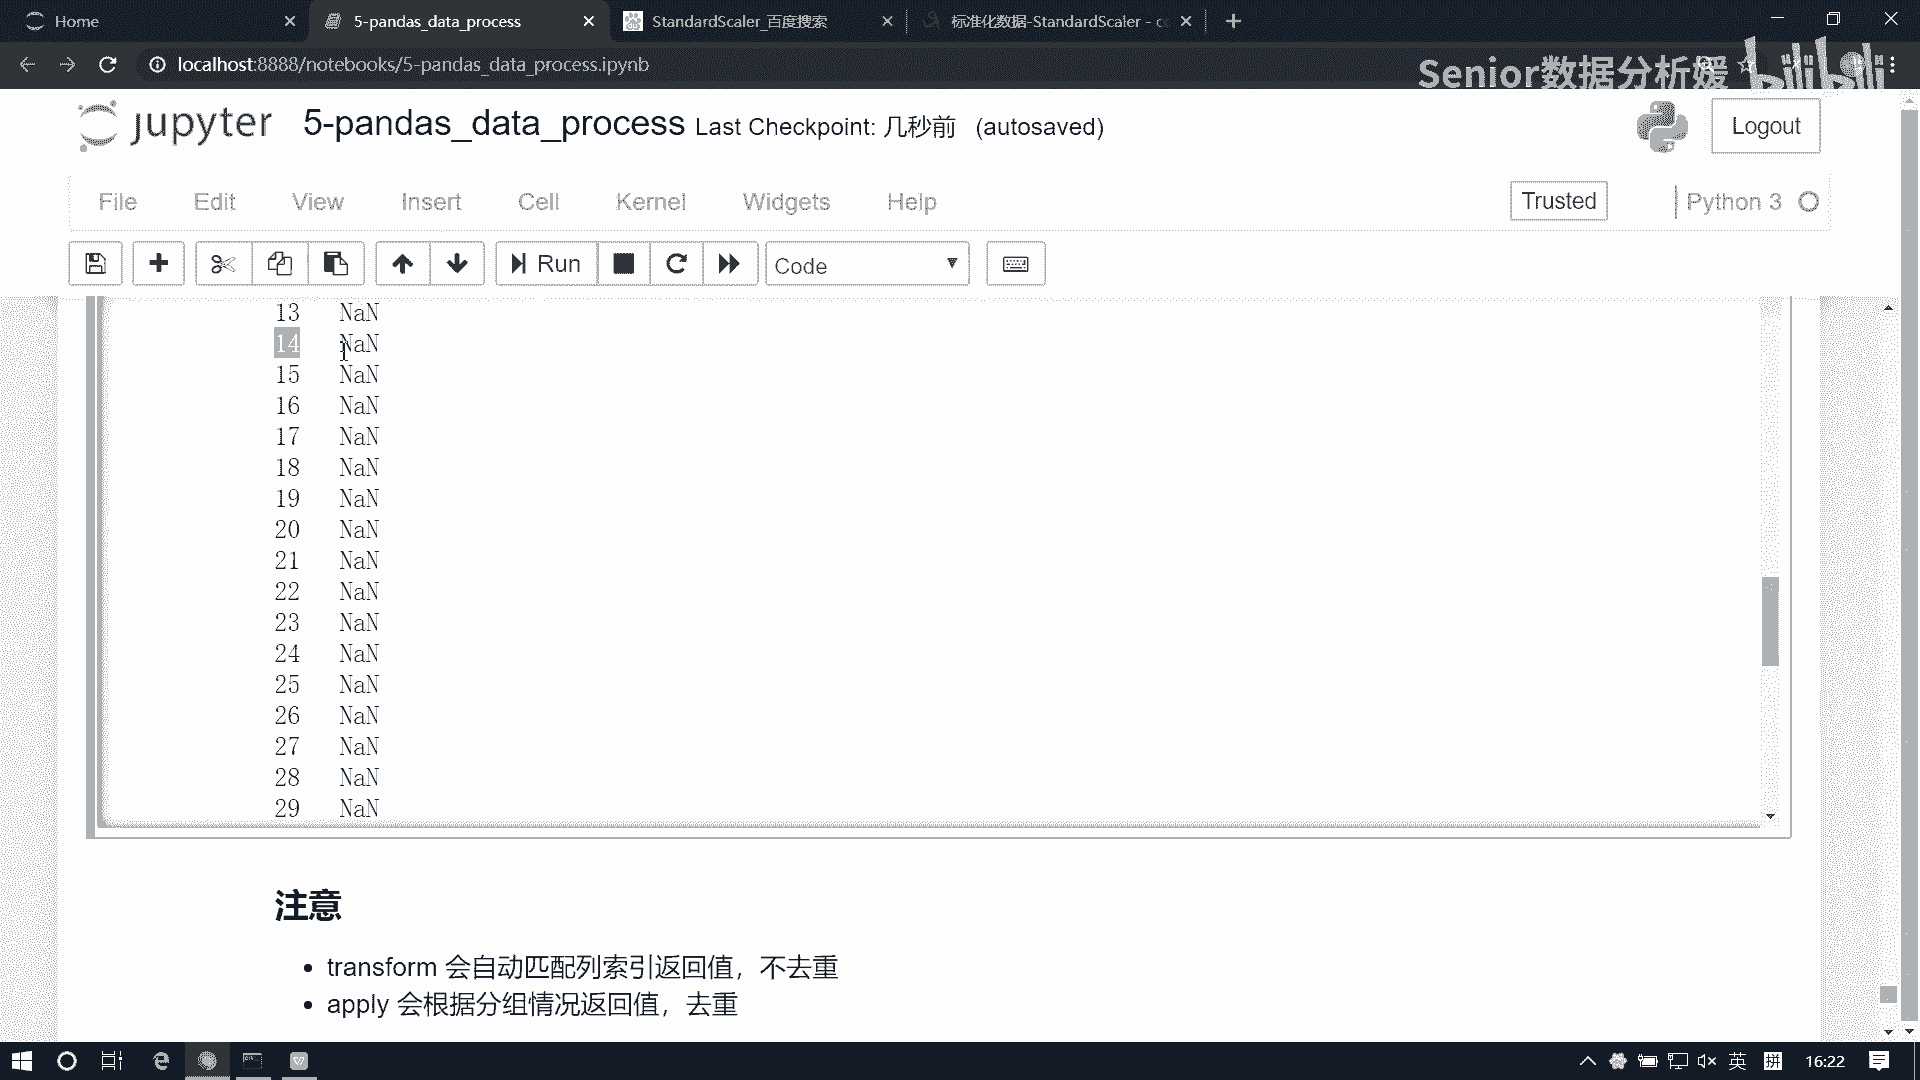 Home
5-pandas_data_process
StandardScaler_百度搜索
标准化数据-StandardScaler - c
localhost:8888/notebooks/5-pandas_data_process.ipynb
Senior数据分析媛 bilibili
jupyter 5-pandas_data_process Last Checkpoint: 几秒前 (autosaved)
Logout
File Edit View Insert Cell Kernel Widgets Help
Trusted
Python 3
Run
Code
13 NaN
14 NaN
15 NaN
16 NaN
17 NaN
18 NaN
19 NaN
20 NaN
21 NaN
22 NaN
23 NaN
24 NaN
25 NaN
26 NaN
27 NaN
28 NaN
29 NaN
注意
• transform 会自动匹配列索引返回值，不去重
• apply 会根据分组情况返回值，去重
英
拼
16:22